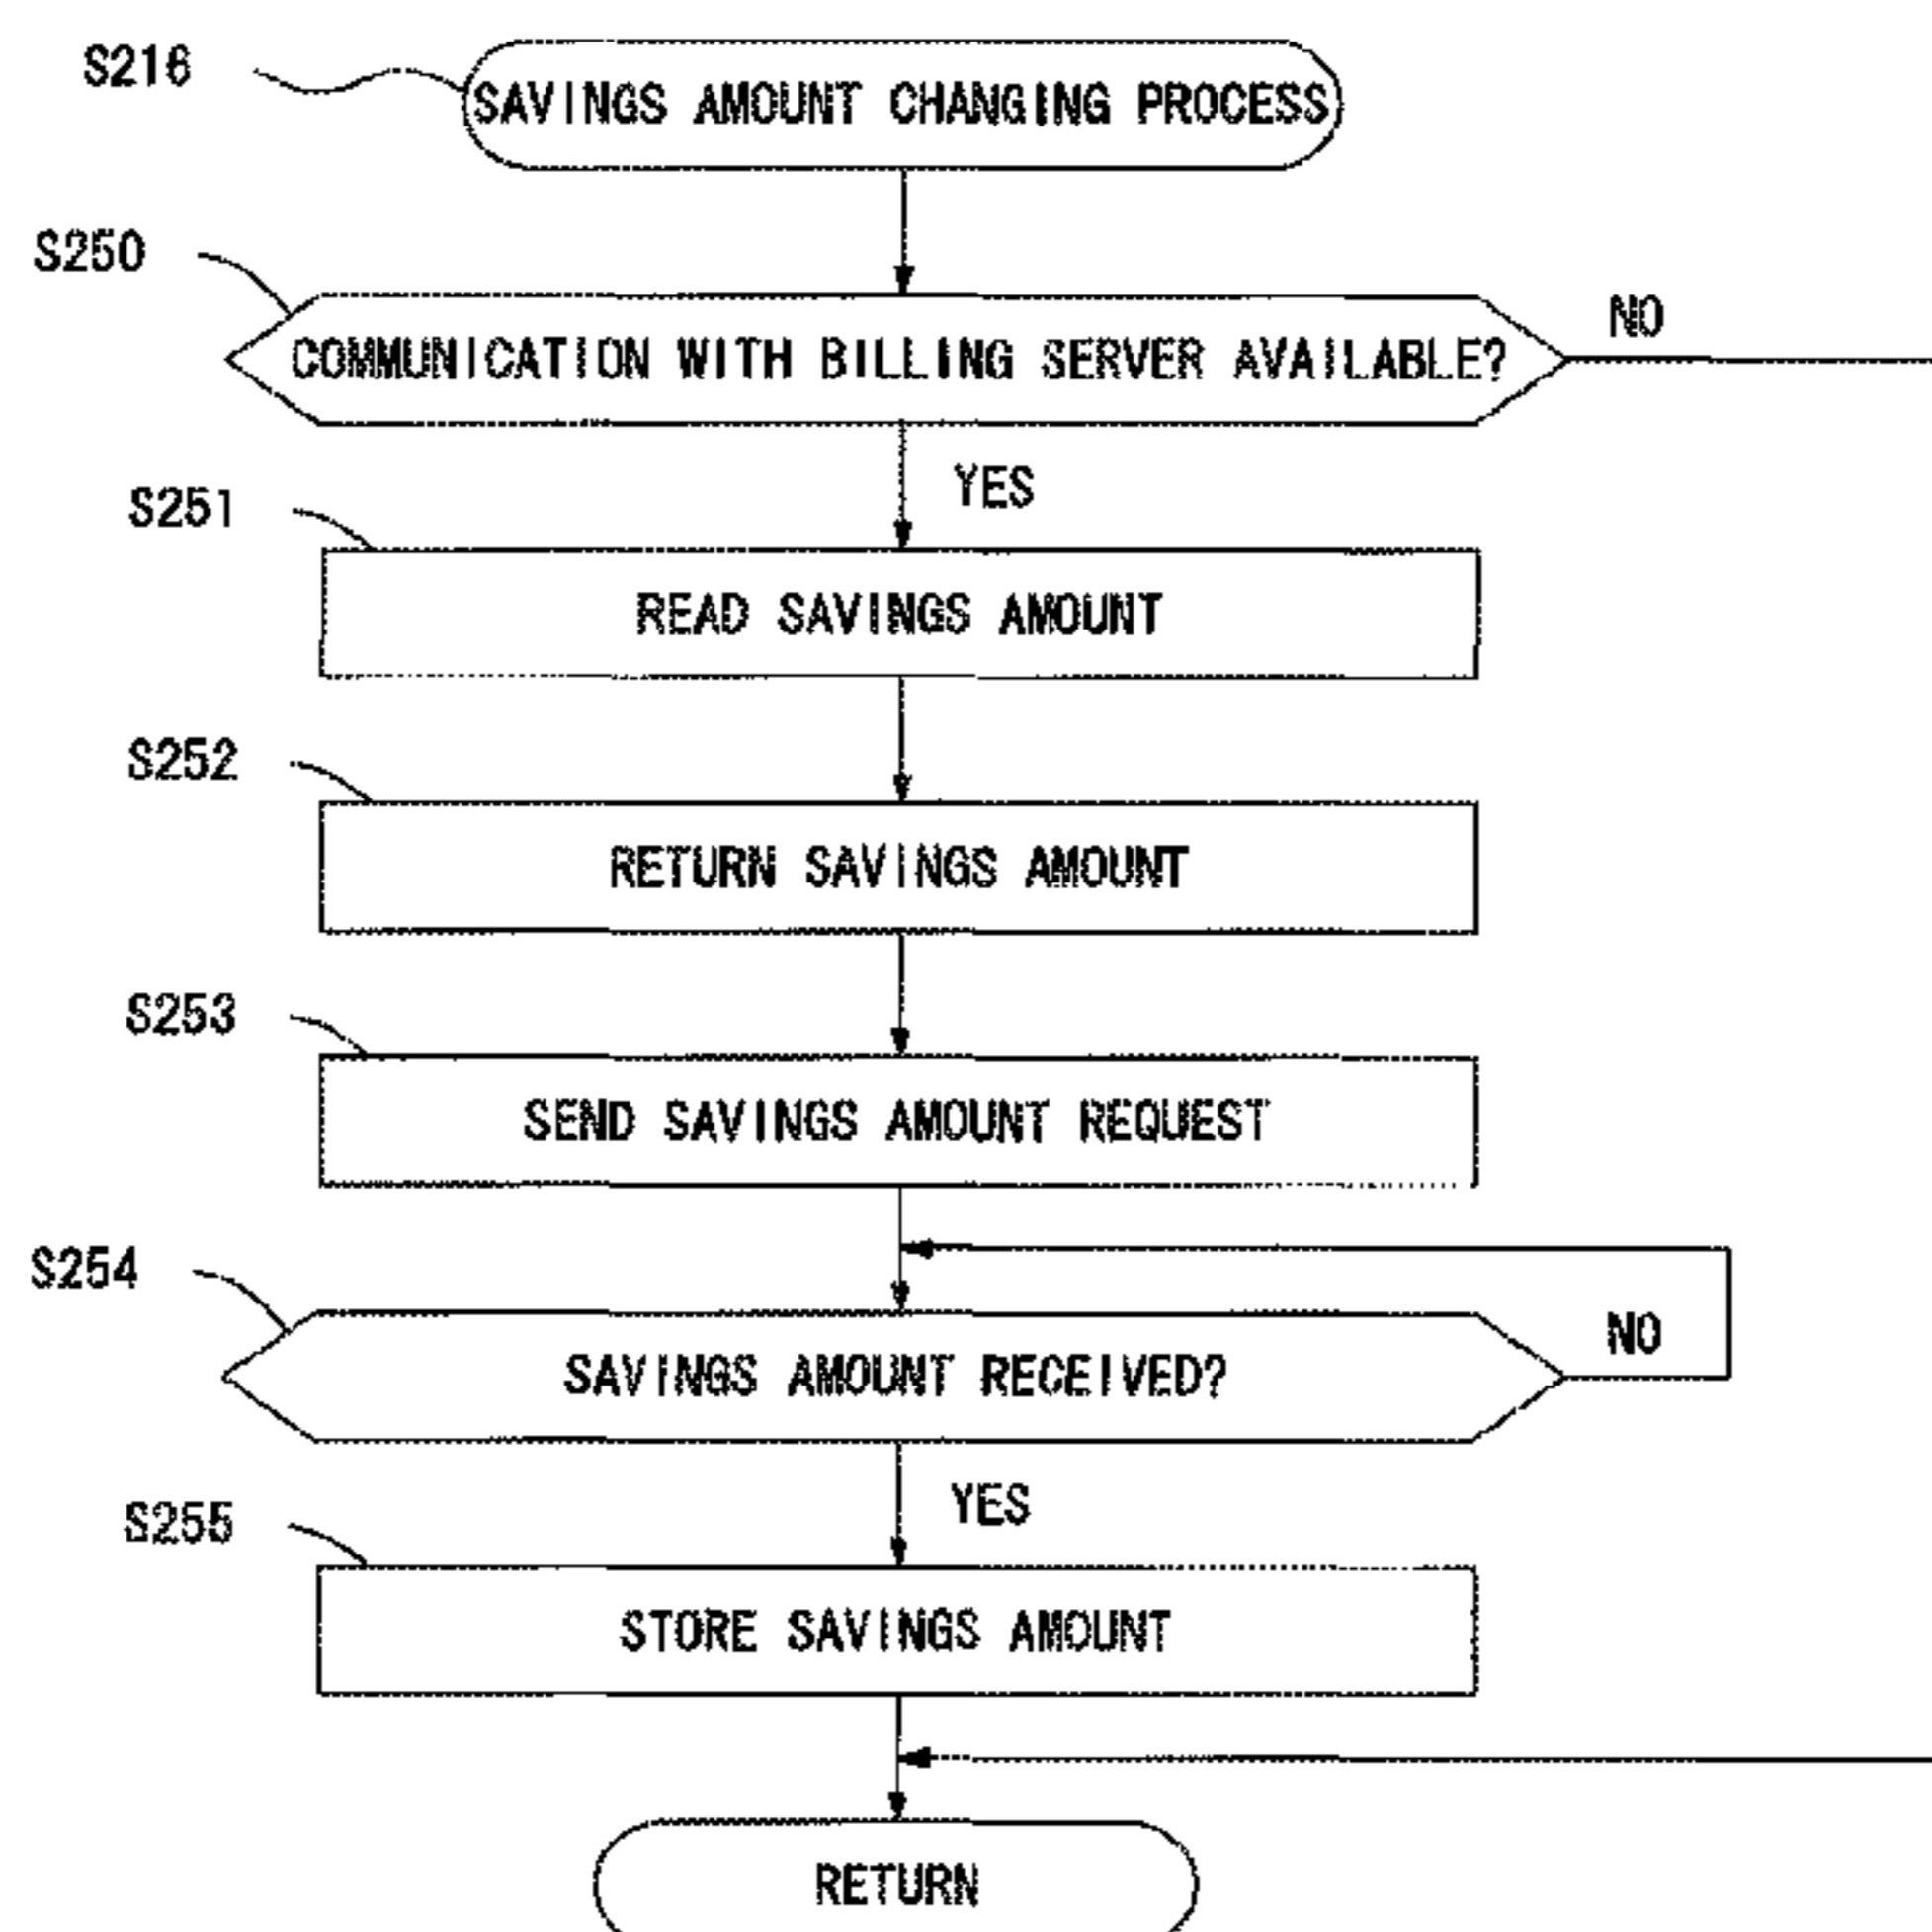 S216
SAVINGS AMOUNT CHANGING PROCESS
S250
COMMUNICATION WITH BILLING SERVER AVAILABLE?
NO
YES
S251
READ SAVINGS AMOUNT
S252
RETURN SAVINGS AMOUNT
S253
SEND SAVINGS AMOUNT REQUEST
S254
SAVINGS AMOUNT RECEIVED?
NO
YES
S255
STORE SAVINGS AMOUNT
RETURN